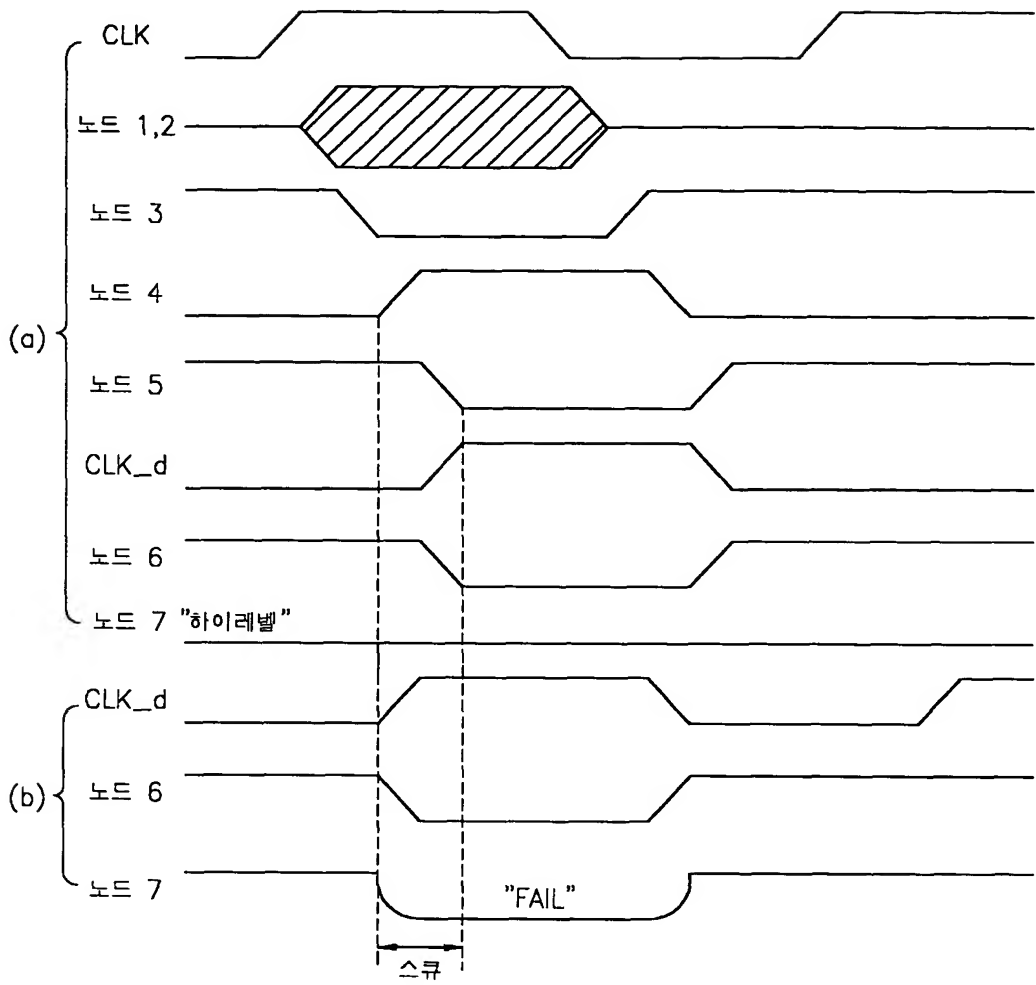 CLK
노드 1,2
노드 3
노드 4
(a)
노드 5
CLK_d
노드 6
노드 7 "하이레벨"
CLK_d
(b)
노드 6
노드 7
"FAIL"
스큐